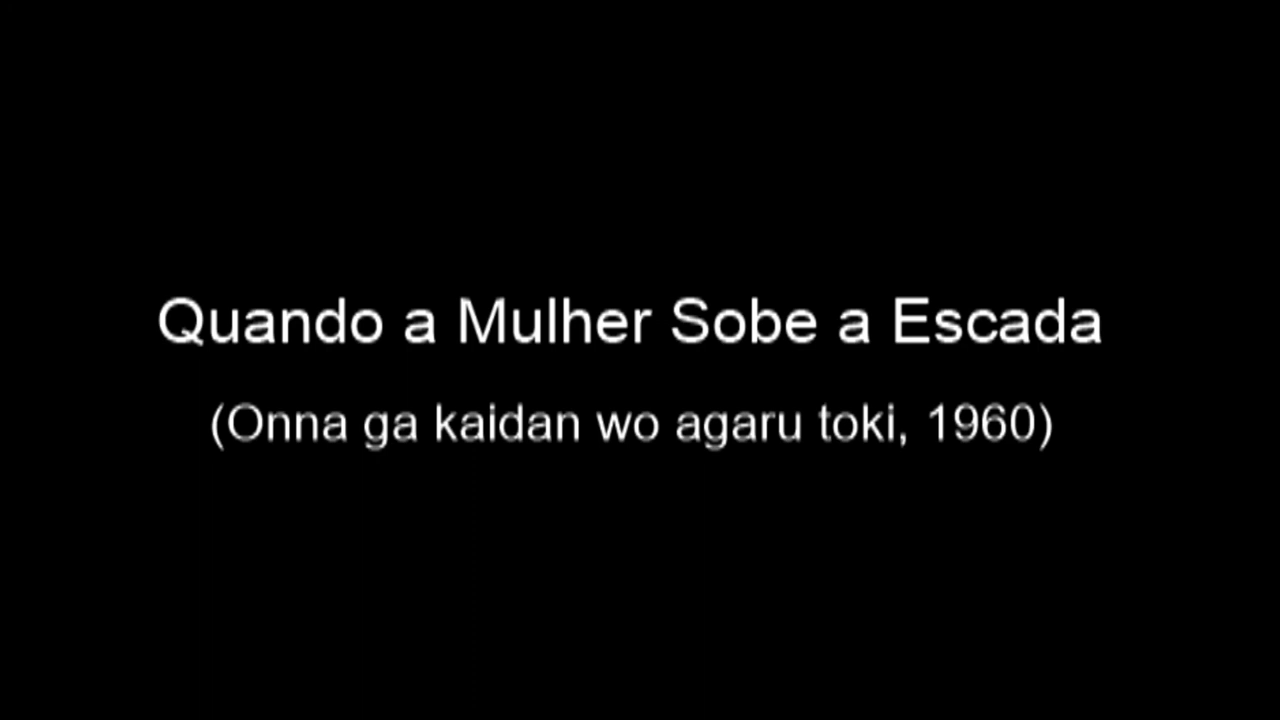 Quando a Mulher Sobe a Escada
(Onna ga kaidan wo agaru toki, 1960)